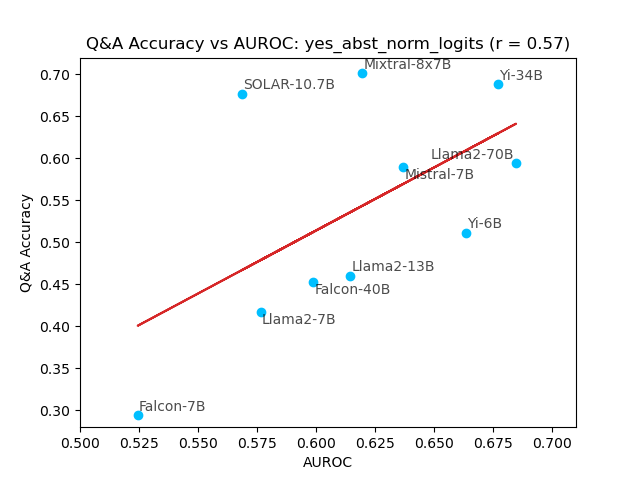 Q&A Accuracy vs AUROC: yes_abst_norm_logits (r = 0.57)
Q&A Accuracy
0.70
0.65
0.60
0.55
0.50
0.45
0.40
0.35
0.30
Mixtral-8x7B
Yi-34B
SOLAR-10.7B
Llama2-70B
Mistral-7B
Yi-6B
Llama2-13B
Falcon-40B
Llama2-7B
Falcon-7B
0.500 0.525 0.550 0.575 0.600 0.625 0.650 0.675 0.700
AUROC